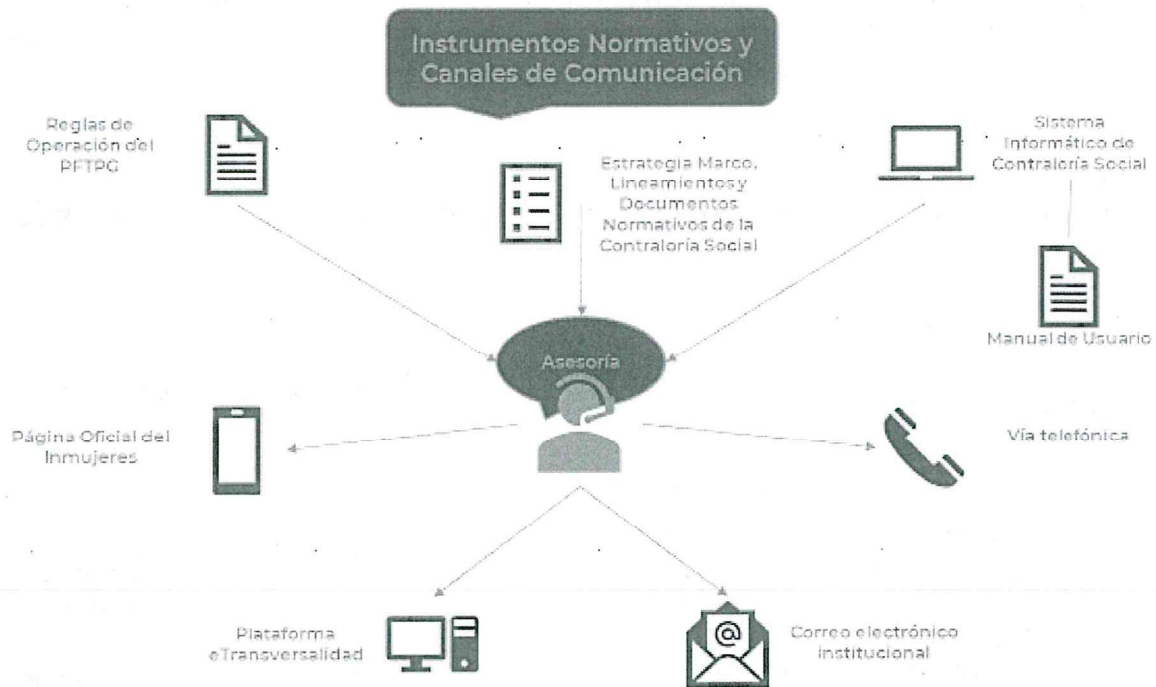 Instrumentos Normativos y
Canales de Comunicación
Reglas de
Operación del
PFTPG
Estrategia Marco,
Lineamientos y
Documentos
Normativos de la
Contraloría Social
Sistema
Informático de
Contraloría Social
Manual de Usuario
Asesoría
Página Oficial del
Inmujeres
Vía telefónica
Plataforma
eTransversalidad
@
Correo electrónico
institucional